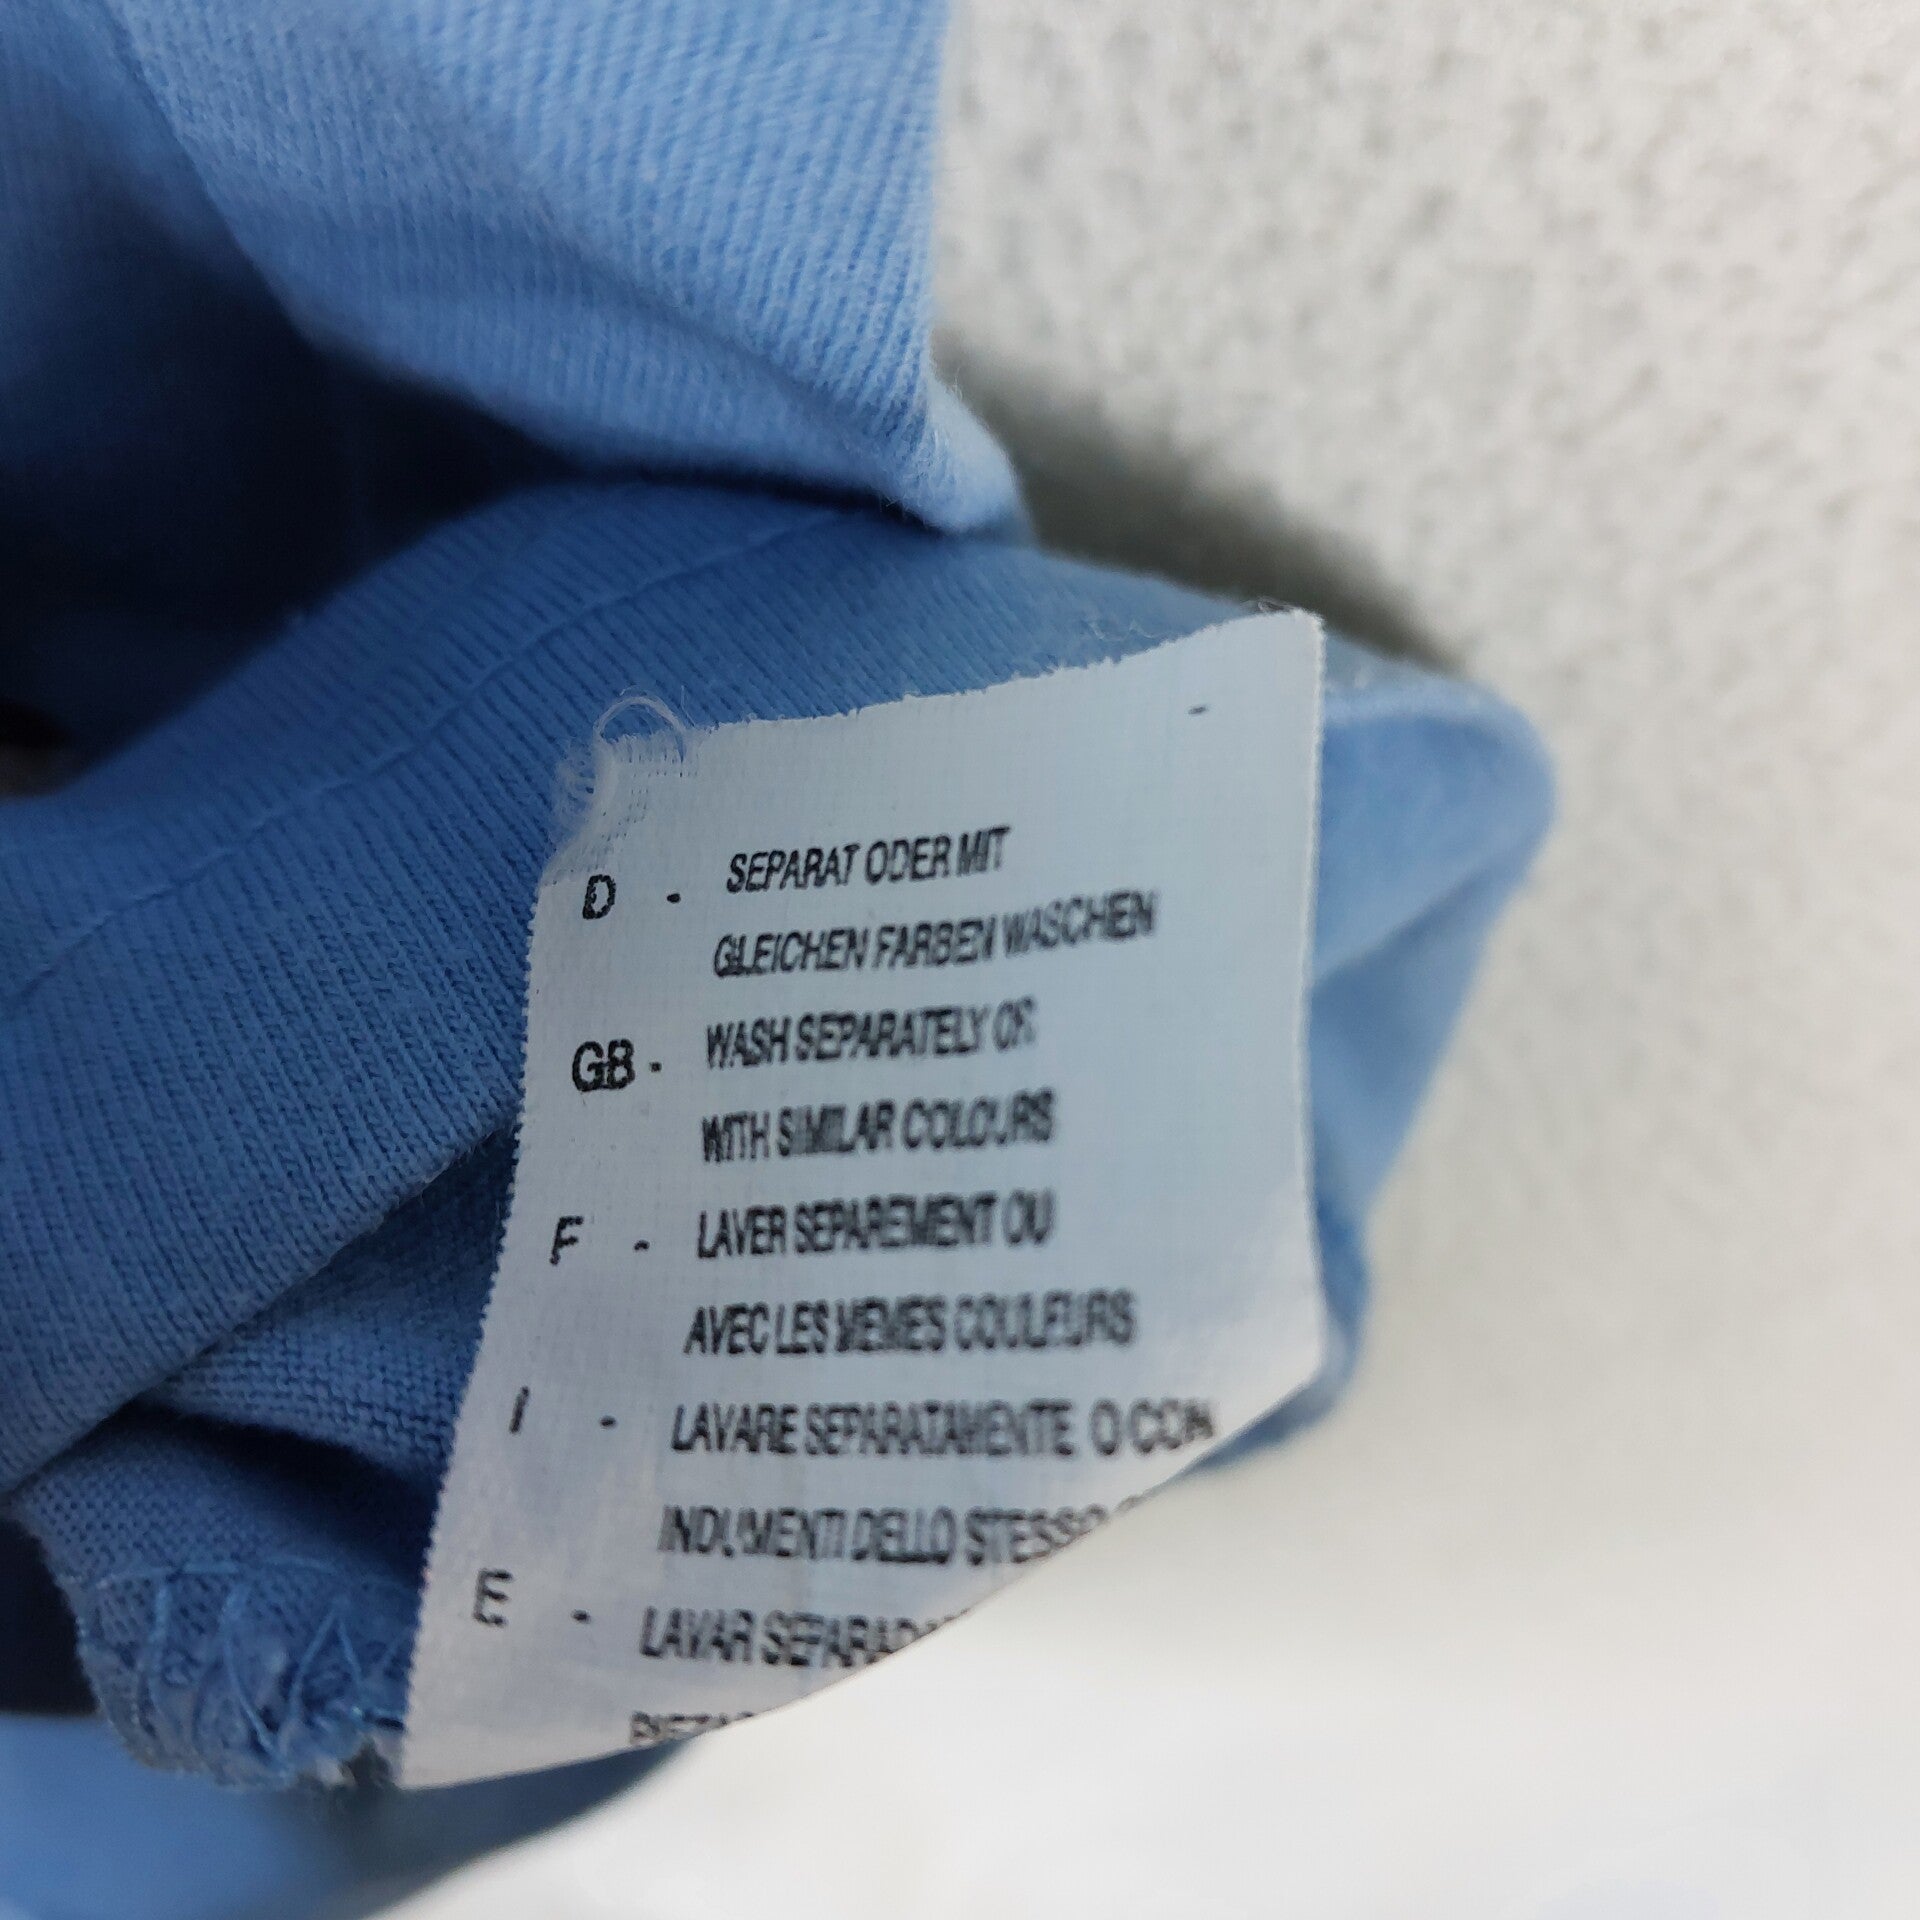 D - SEPARAT ODER MIT
GLEICHEN FARBEN WASCHEN
GB - WASH SEPARATELY OR
WITH SIMILAR COLOURS
F - LAVER SEPAREMENT OU
AVEC LES MEMES COULEURS
I - LAVARE SEPARATAMENTE O CON
INDUMENTI DELLO STESSO
E - LAVAR